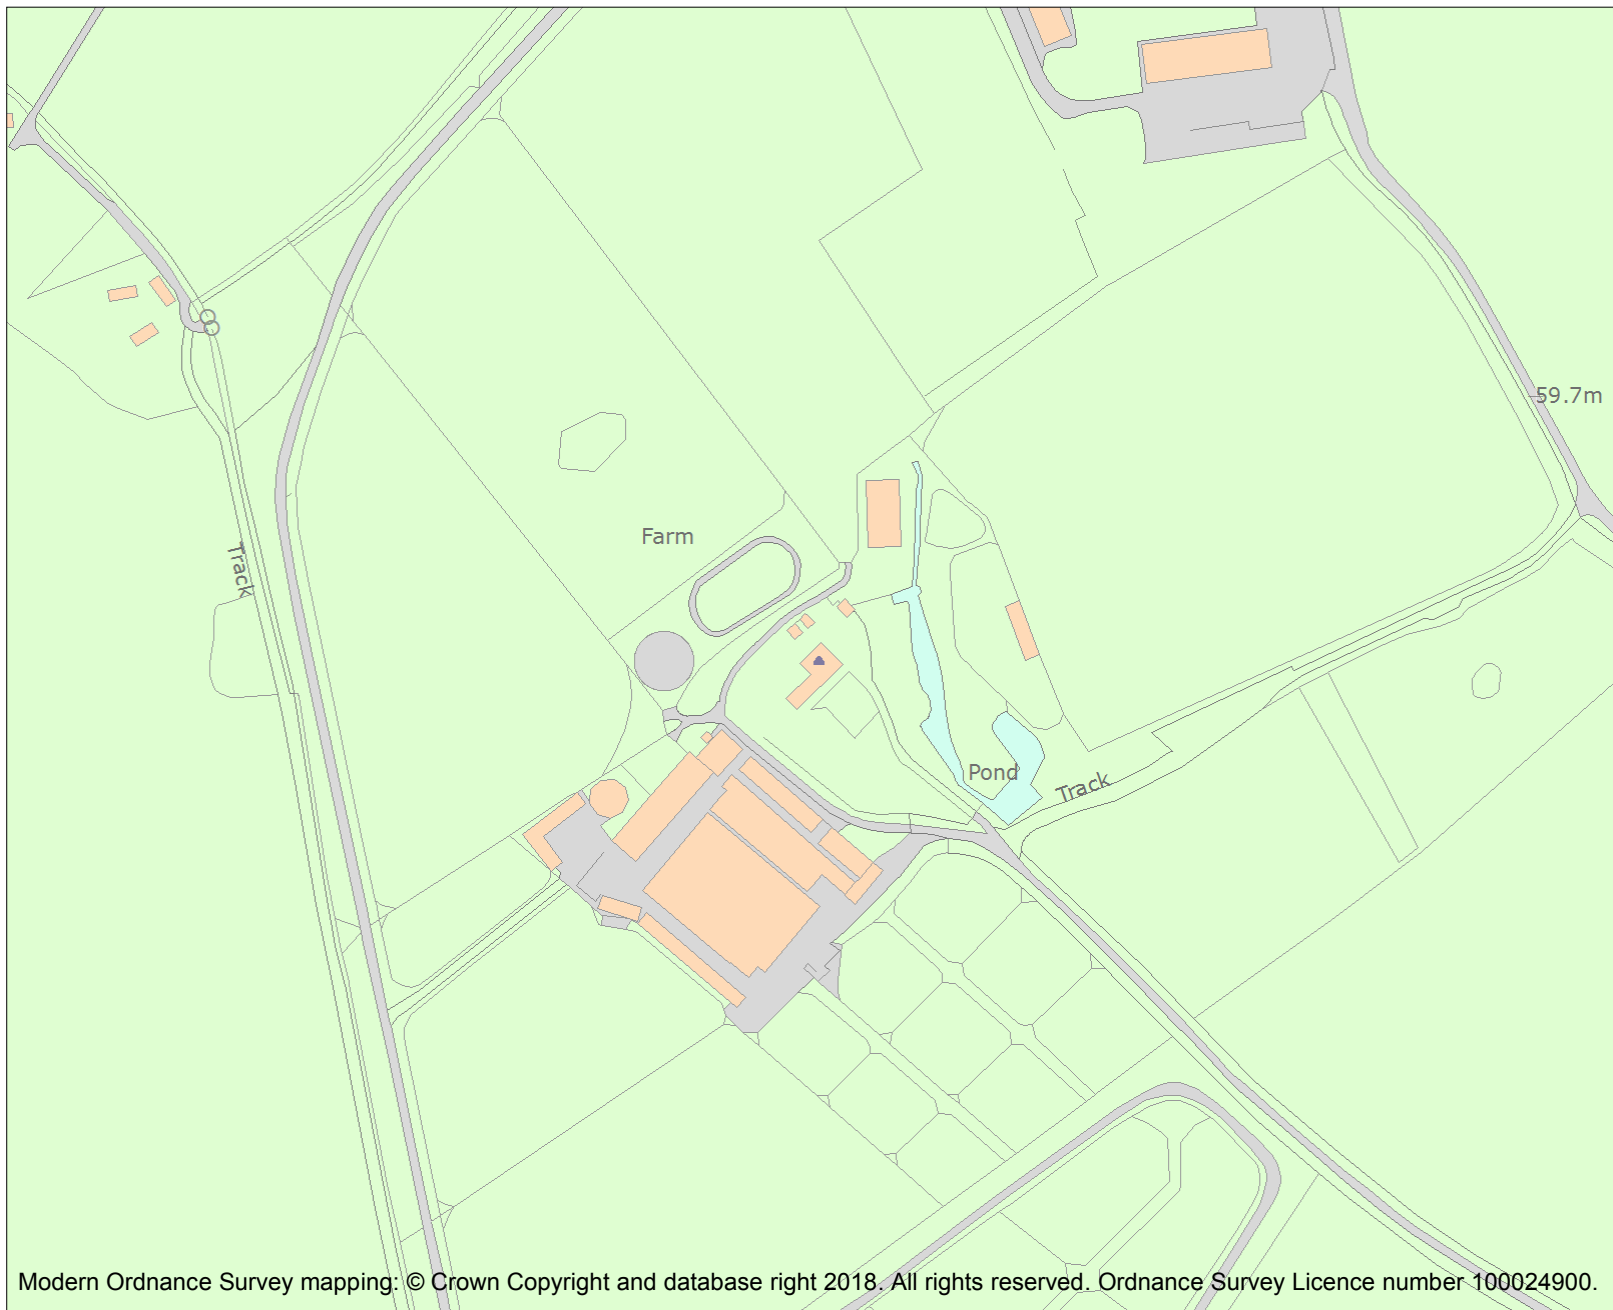 59.7m
Farm
Track
Pond
Track
Modern Ordnance Survey mapping: © Crown Copyright and database right 2018. All rights reserved. Ordnance Survey Licence number 100024900.